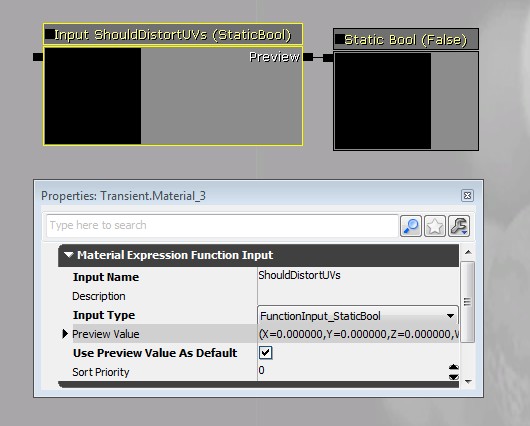 Input ShouldDistortUVs (StaticBool)
Preview
Static Bool (False)
Properties: Transient.Material_3
Type here to search
Material Expression Function Input
Input Name ShouldDistortUVs
Description
Input Type FunctionInput_StaticBool
Preview Value (X=0.000000,Y=0.000000,Z=0.000000,
Use Preview Value As Default
Sort Priority 0